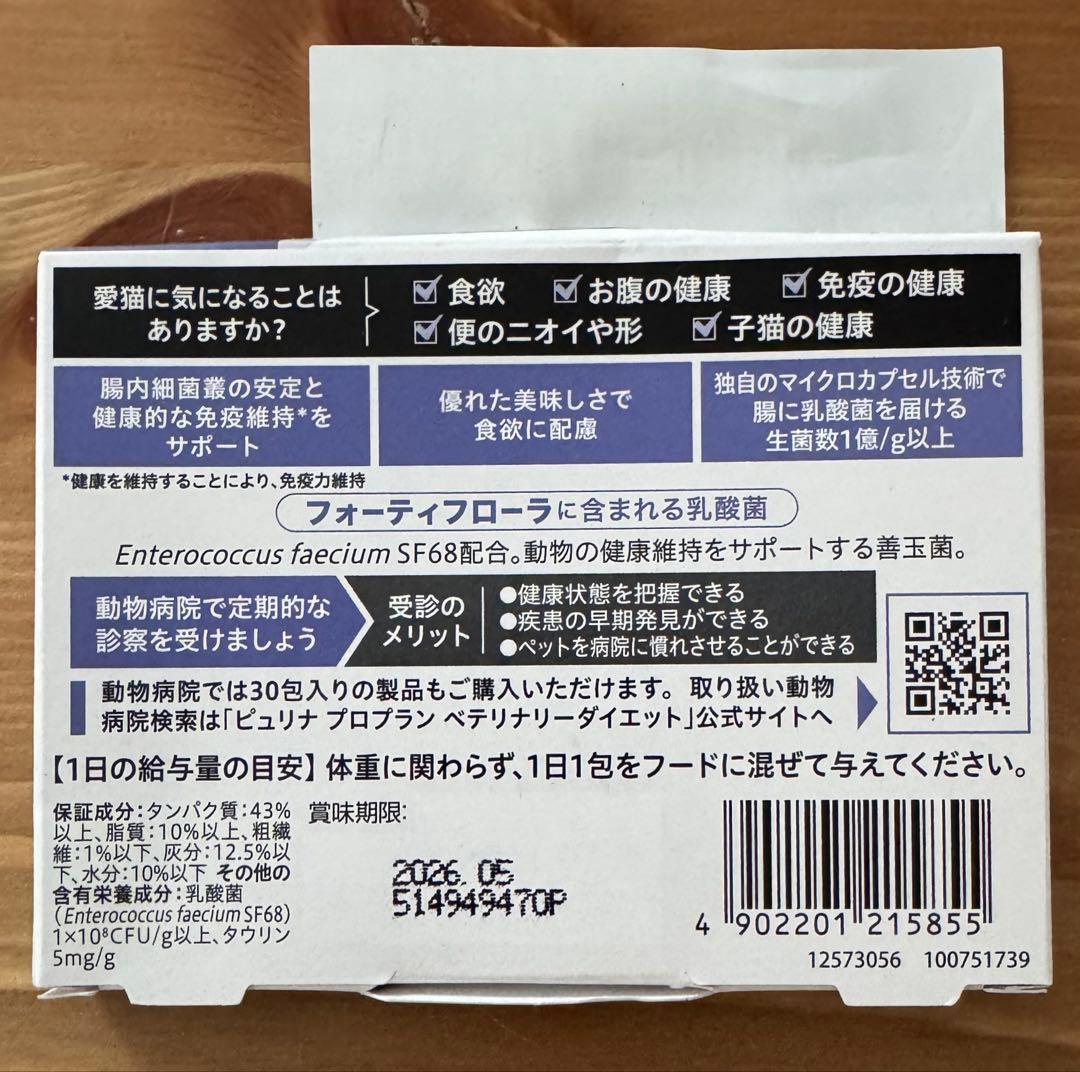 愛猫に気になることは
ありますか?
食欲 お腹の健康 免疫の健康
便のニオイや形 子猫の健康
腸内細菌叢の安定と
健康的な免疫維持*を
サポート
優れた美味しさで
食欲に配慮
独自のマイクロカプセル技術で
腸に乳酸菌を届ける
生菌数1億/g以上
*健康を維持することにより、免疫力維持
フォーティフローラに含まれる乳酸菌
Enterococcus faecium SF68配合。動物の健康維持をサポートする善玉菌。
動物病院で定期的な
診察を受けましょう
受診の
メリット
●健康状態を把握できる
●疾患の早期発見ができる
●ペットを病院に慣れさせることができる
動物病院では30包入りの製品もご購入いただけます。取り扱い動物
病院検索は「ピュリナ プロプラン ベテリナリーダイエット」公式サイトへ
【1日の給与量の目安】体重に関わらず、1日1包をフードに混ぜて与えてください。
保証成分:タンパク質:43%
以上、脂質:10%以上、粗繊
維:1%以下、灰分:12.5%以
下、水分:10%以下 その他の
含有栄養成分:乳酸菌
(Enterococcus faecium SF68)
1×10⁸CFU/g以上、タウリン
5mg/g
賞味期限:
2026.05
514949470P
4 902201 215855
12573056 100751739